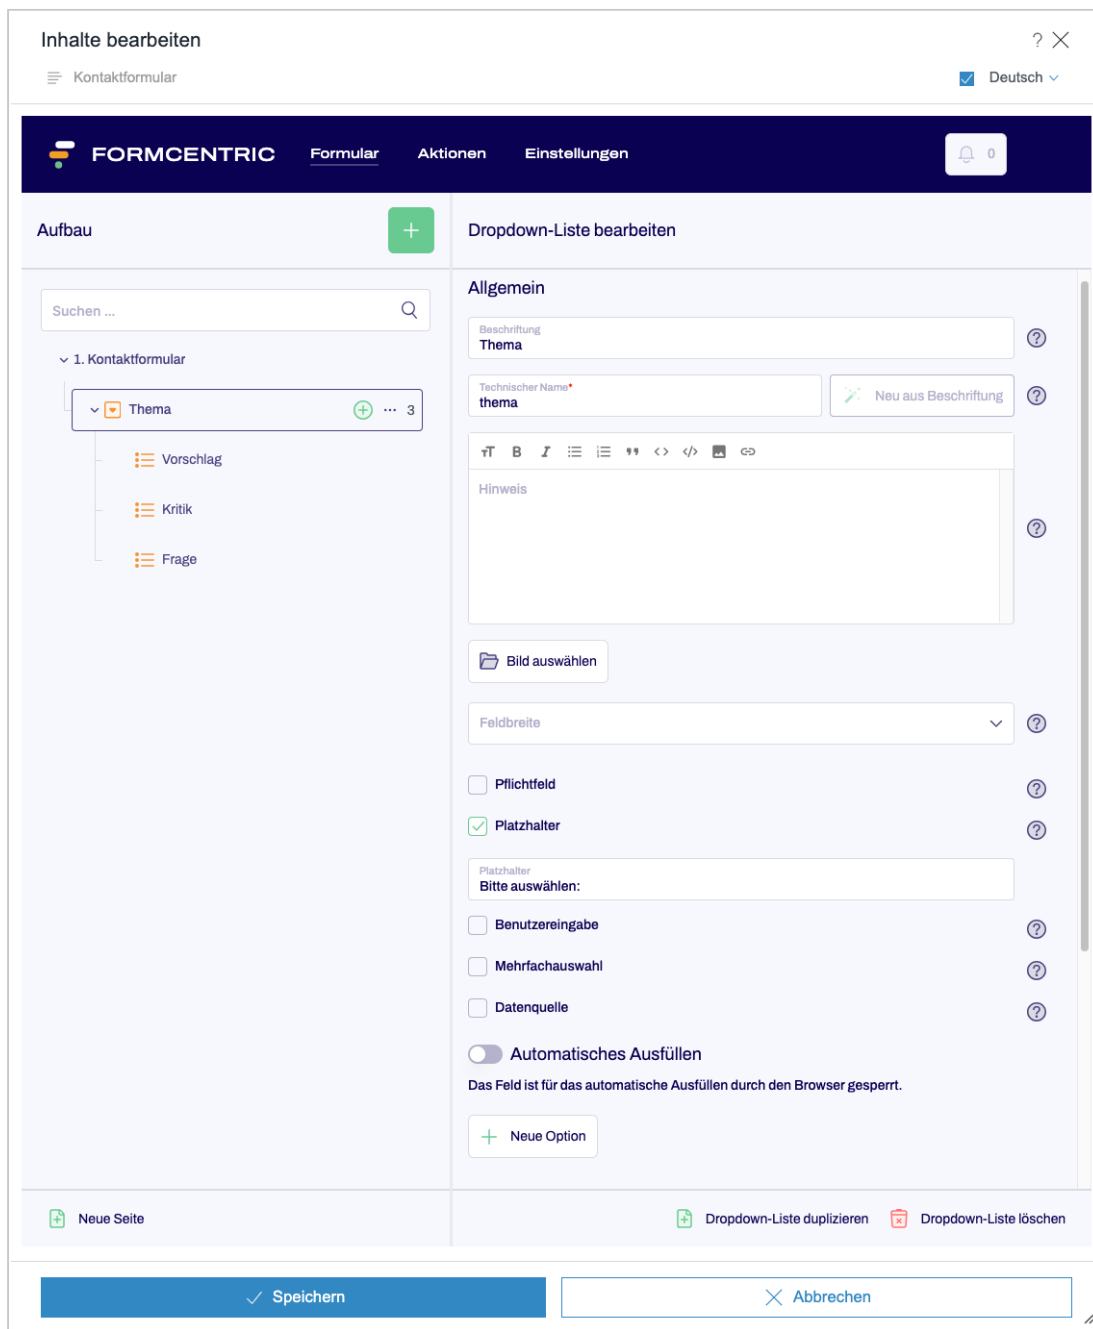 Inhalte bearbeiten
?
Kontaktformular
Deutsch
FORMCENTRIC Formular Aktionen Einstellungen 0
Aufbau
Suchen ...
1. Kontaktformular
Thema ... 3
Vorschlag
Kritik
Frage
Neue Seite
Dropdown-Liste bearbeiten
Allgemein
Beschriftung
Thema
?
Technischer Name*
thema
Neu aus Beschriftung
?
Hinweis
?
Bild auswählen
Feldbreite
?
Pflichtfeld
?
Platzhalter
?
Platzhalter
Bitte auswählen:
Benutzereingabe
?
Mehrfachauswahl
?
Datenquelle
?
Automatisches Ausfüllen
Das Feld ist für das automatische Ausfüllen durch den Browser gesperrt.
Neue Option
Dropdown-Liste duplizieren
Dropdown-Liste löschen
Speichern
Abbrechen